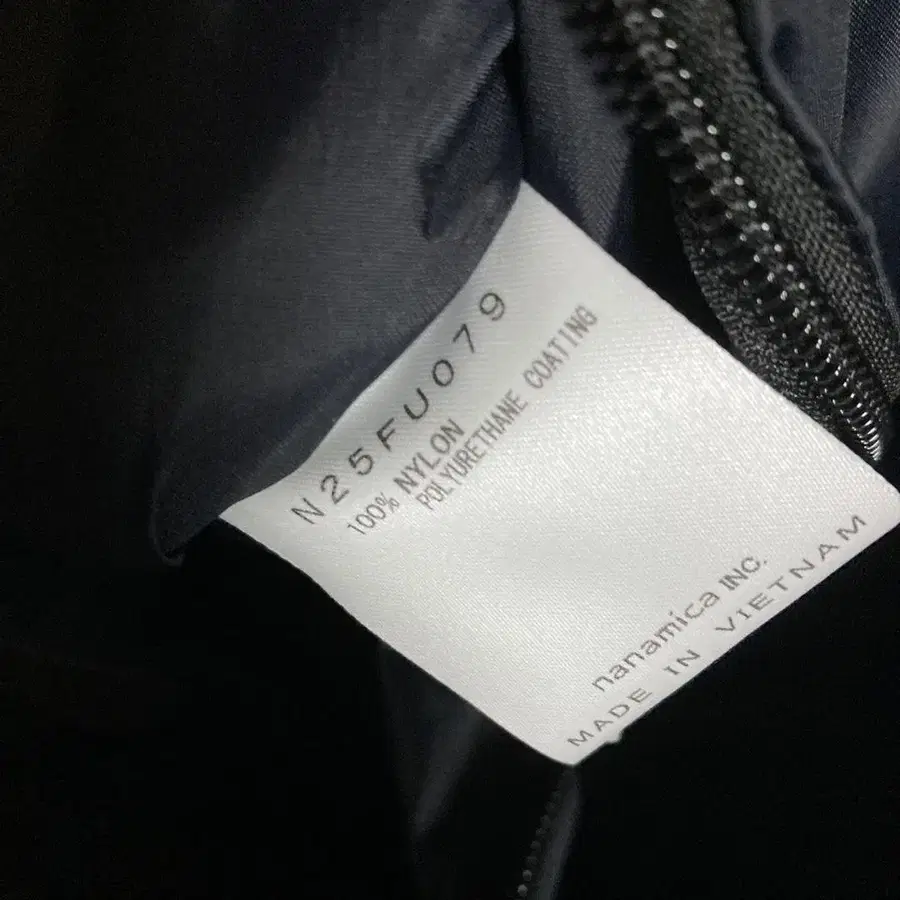 N25FU079
100% NYLON
POLYURETHANE COATING
nanamica INC.
MADE IN VIETNAM